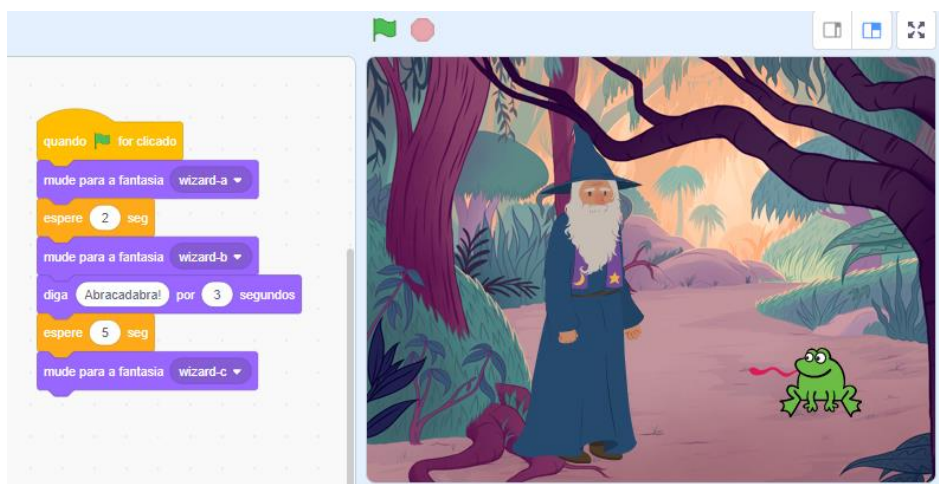 quando for clicado
mude para a fantasia wizard-a
espere 2 seg
mude para a fantasia wizard-b
diga Abracadabra! por 3 segundos
espere 5 seg
mude para a fantasia wizard-c